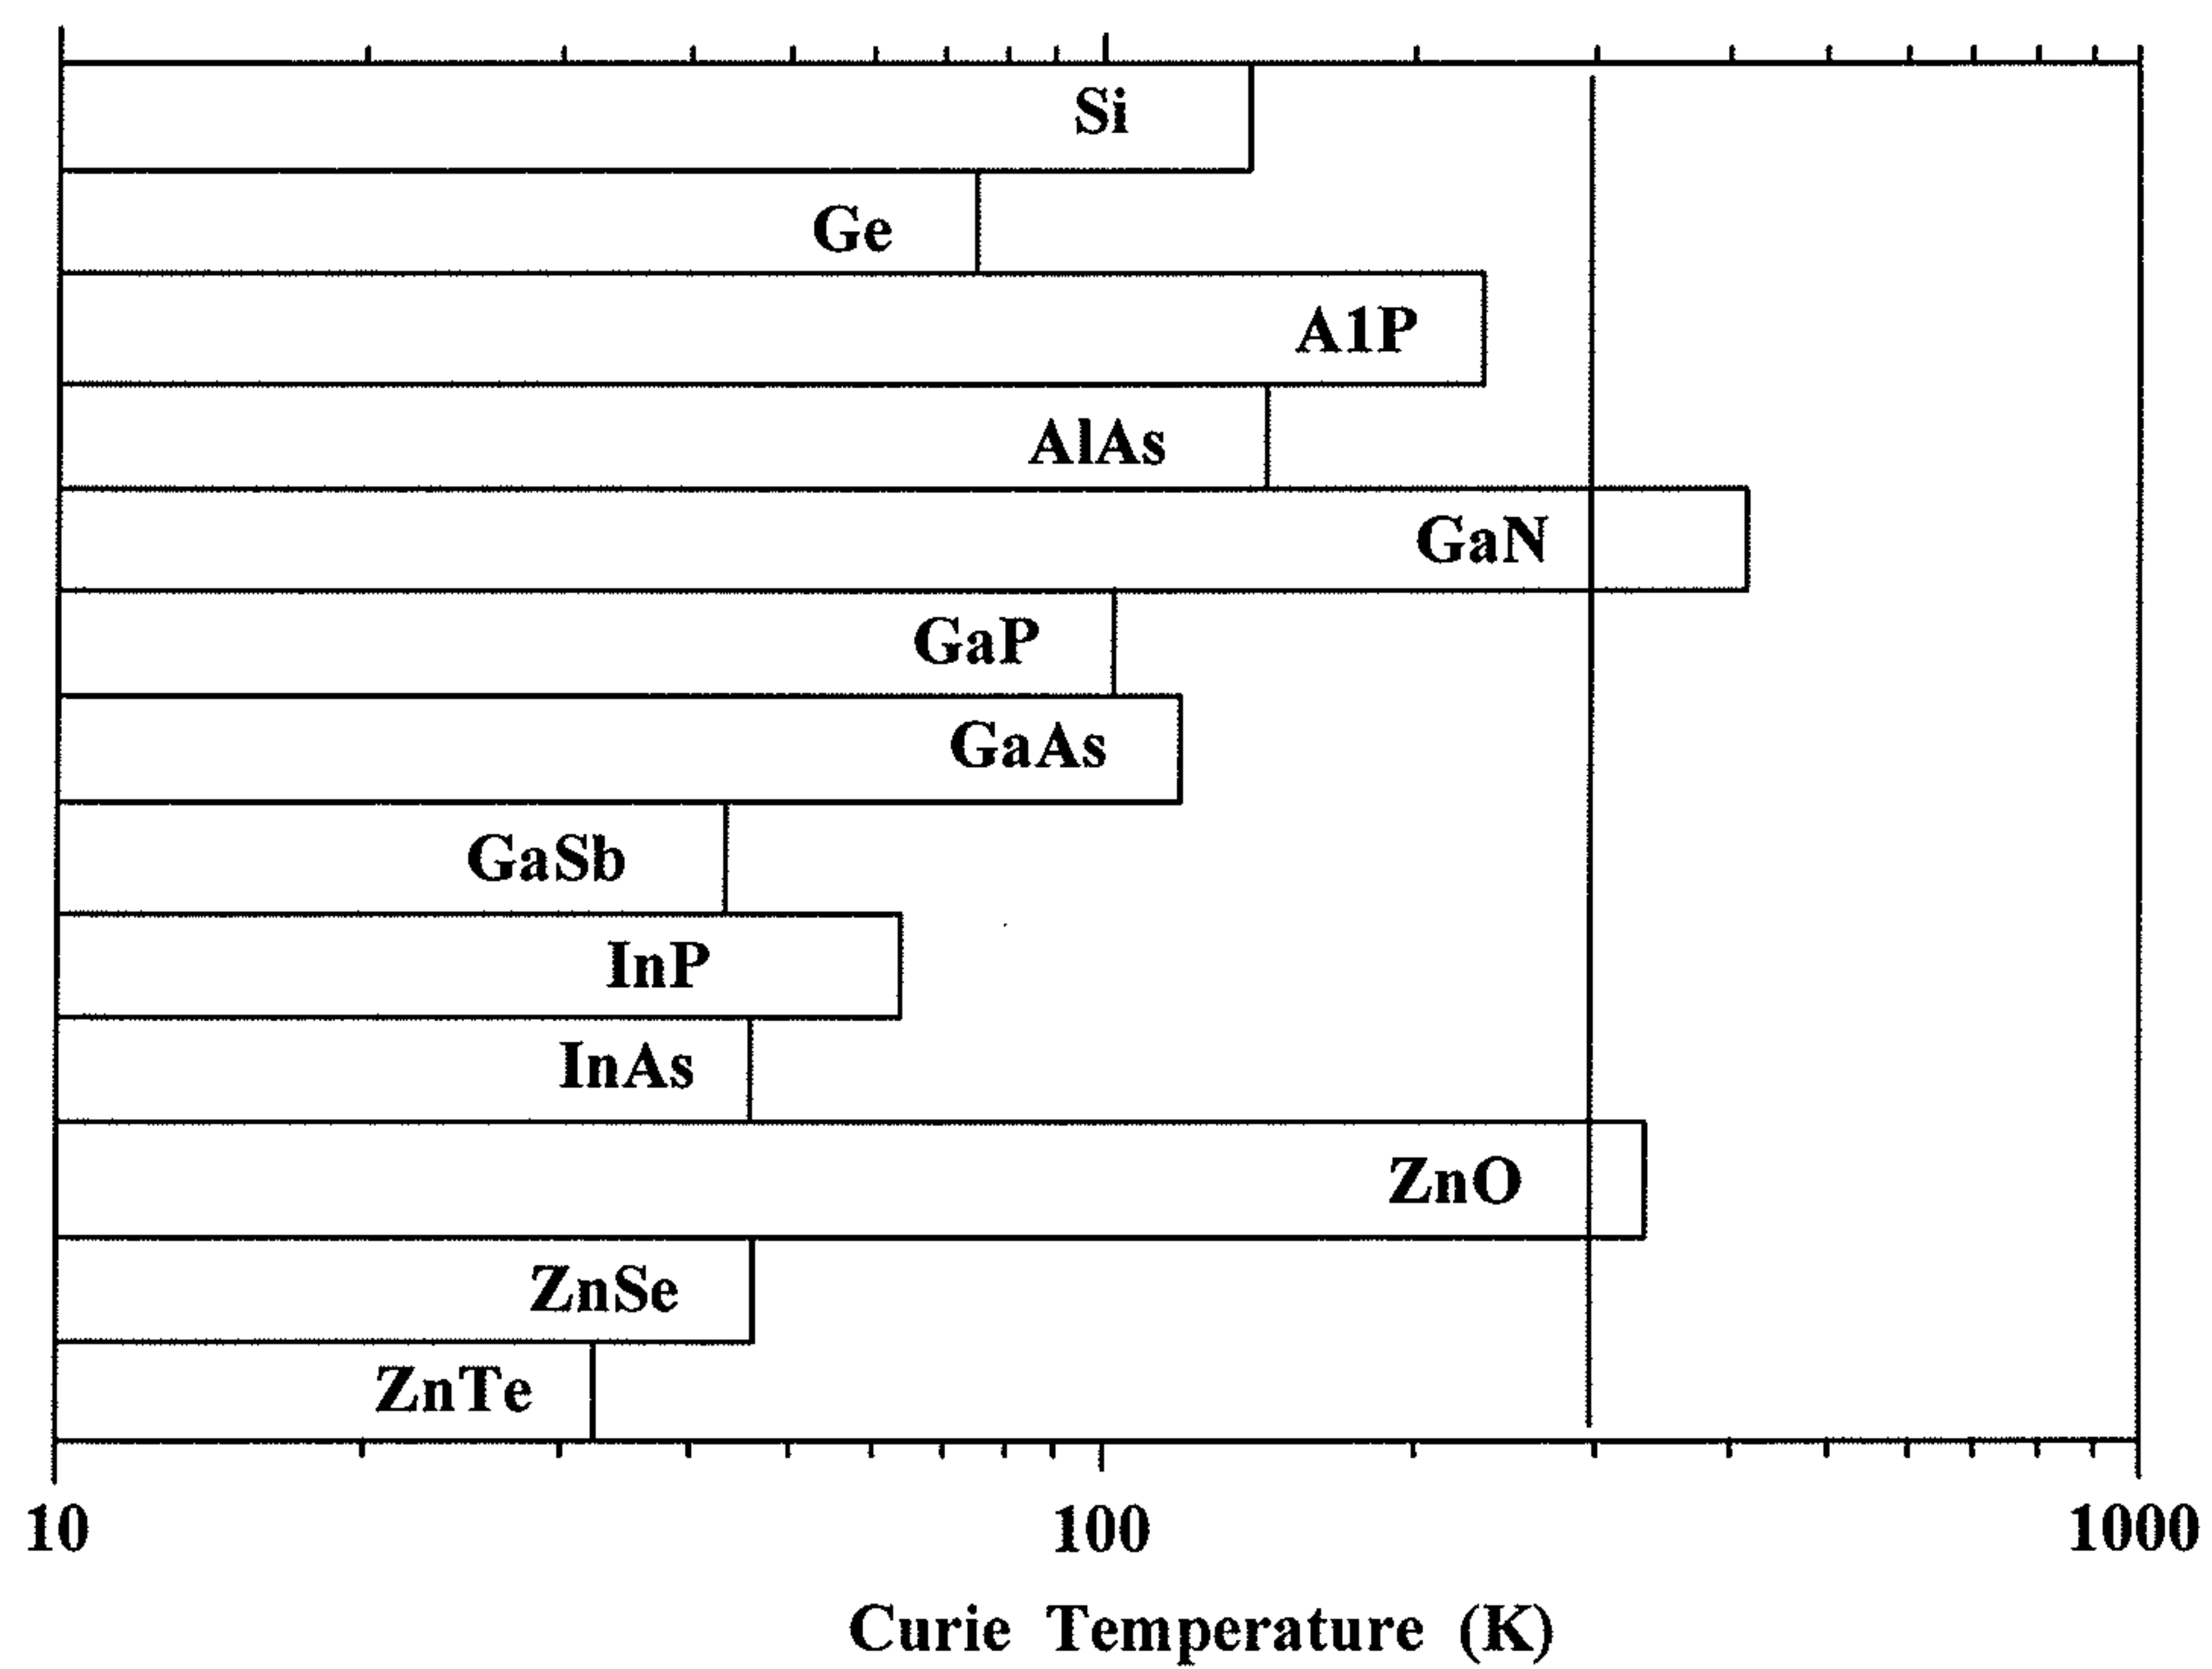 Si
Ge
A1P
AlAs
GaN
GaP
GaAs
GaSb
InP
InAs
ZnO
ZnSe
ZnTe
10 100 1000
Curie Temperature (K)